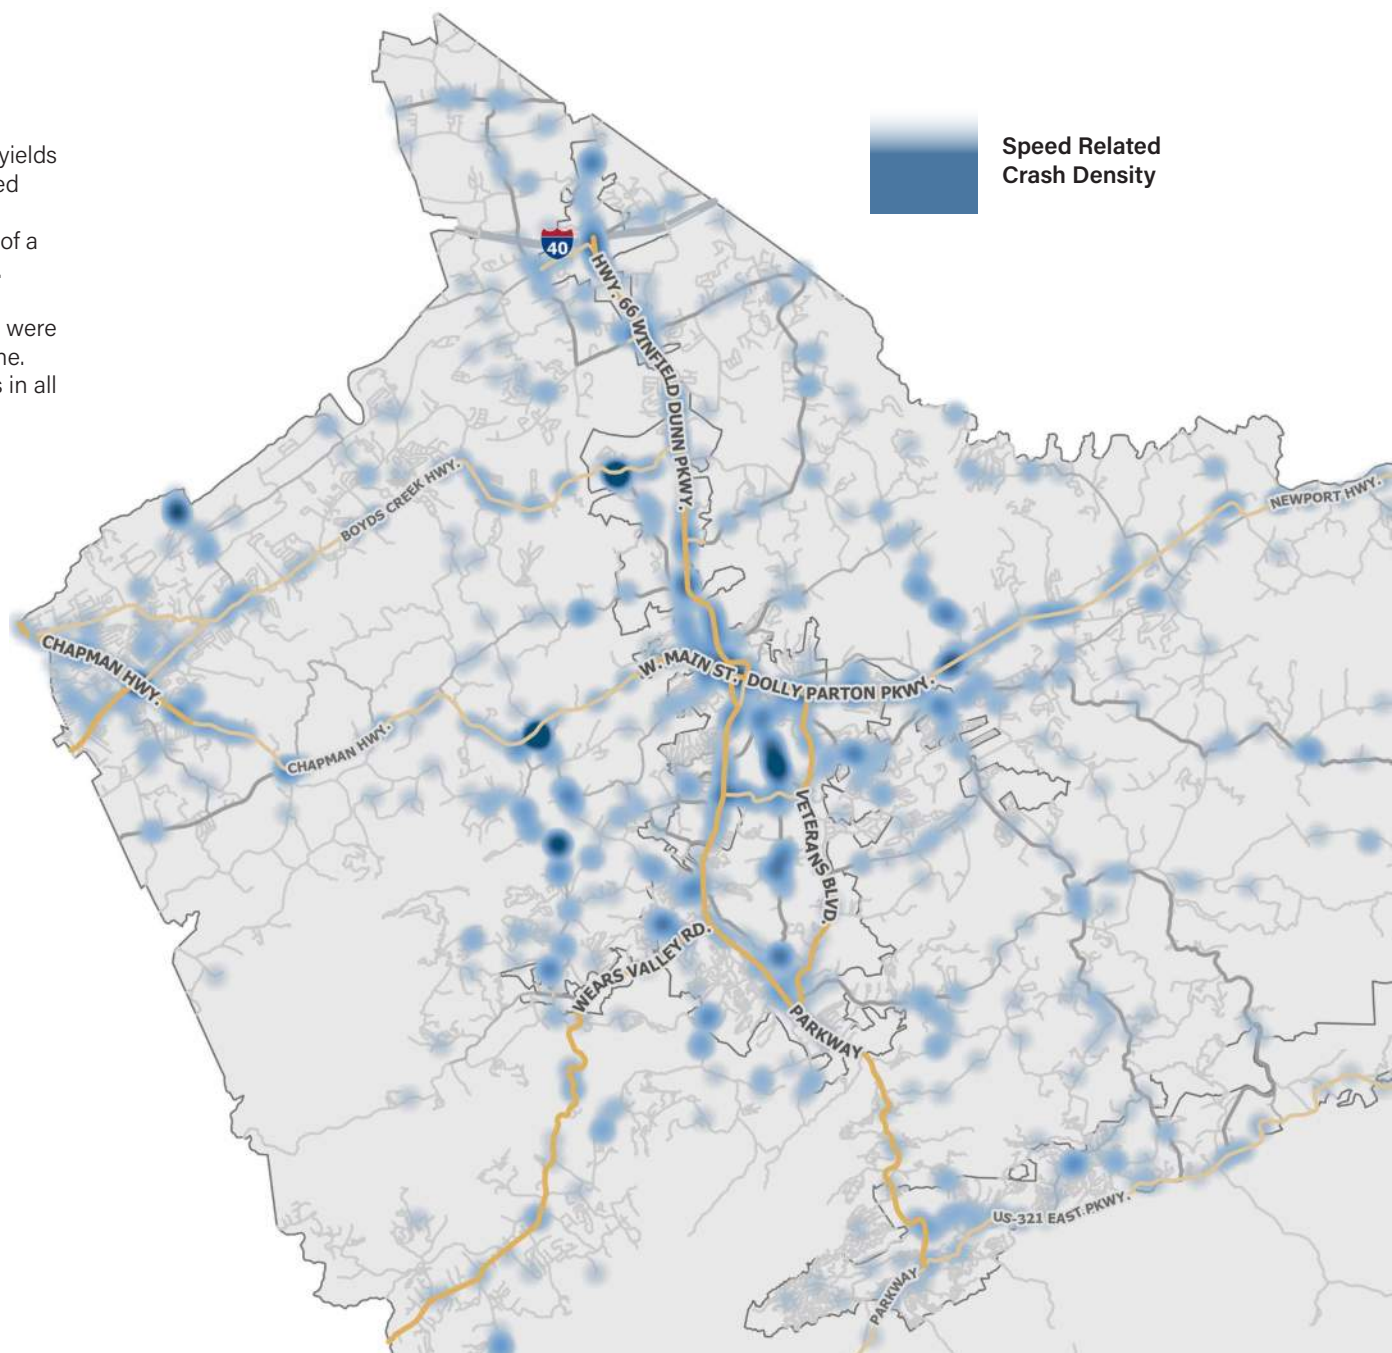 yields
ed
of a
were
ne.
s in all
Speed Related
Crash Density
40
HWY. 66 WINFIELD DUNN PKWY.
BOYDS CREEK HWY.
NEWPORT HWY.
CHAPMAN HWY.
W. MAIN ST.
DOLLY PARTON PKWY.
CHAPMAN HWY.
VETERANS BLVD.
WEARS VALLEY RD.
PARKWAY
US-321 EAST PKWY.
PARKWAY